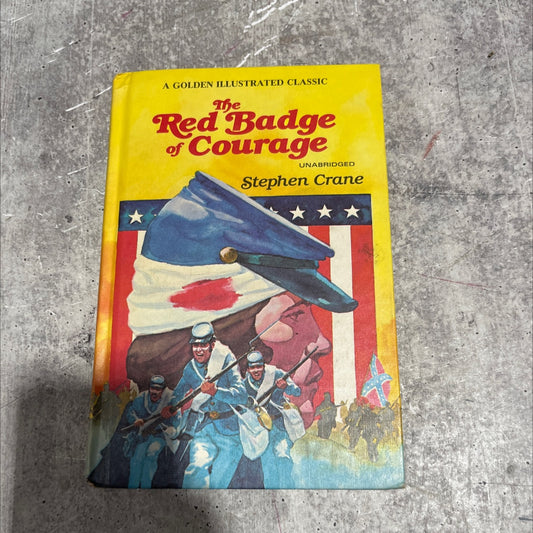 A GOLDEN ILLUSTRATED CLASSIC
The
Red Badge
of Courage
UNABRIDGED
Stephen Crane